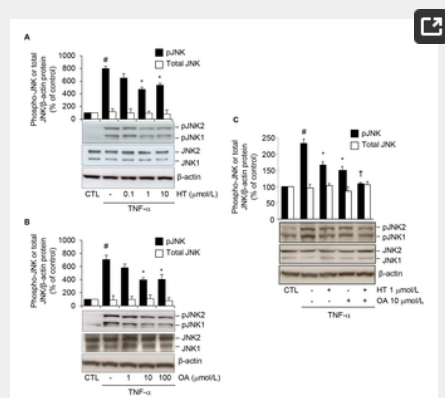 A
pJNK
Total JNK
Phospho-JNK or total
JNK/β-actin protein
(% of control)
1000
800
600
400
200
0
#
*
*
pJNK2
pJNK1
JNK2
JNK1
β-actin
CTL - 0.1 1 10 HT (μmol/L)
TNF-α
B
pJNK
Total JNK
Phospho-JNK or total
JNK/β-actin protein
(% of control)
1000
800
600
400
200
0
#
*
*
pJNK2
pJNK1
JNK2
JNK1
β-actin
CTL - 1 10 100 OA (μmol/L)
TNF-α
C
pJNK
Total JNK
Phospho-JNK or total
JNK/β-actin protein
(% of control)
250
200
150
100
50
0
#
*
*
†
pJNK2
pJNK1
JNK2
JNK1
β-actin
CTL - + - + HT 1 μmol/L
- - + + OA 10 μmol/L
TNF-α